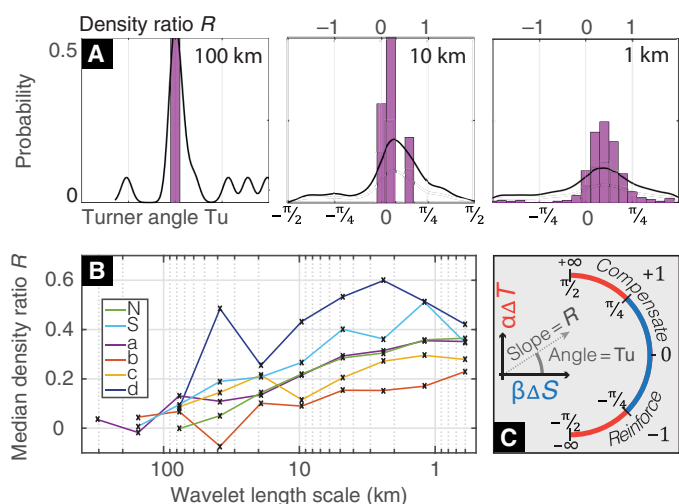 Density ratio R
−1 0 1
−1 0 1
A
100 km
10 km
1 km
0.5
Probability
0
Turner angle Tu
−π/2 −π/4 0 π/4 π/2
−π/4 0 π/4
B
Median density ratio R
0.6
0.4
0.2
0
N
S
a
b
c
d
100 10 1
Wavelet length scale (km)
C
αΔT
βΔS
Slope=R
Angle=Tu
+∞
π/2
Compensate
+1
π/4
0
−π/4
Reinforce
−1
−π/2
−∞